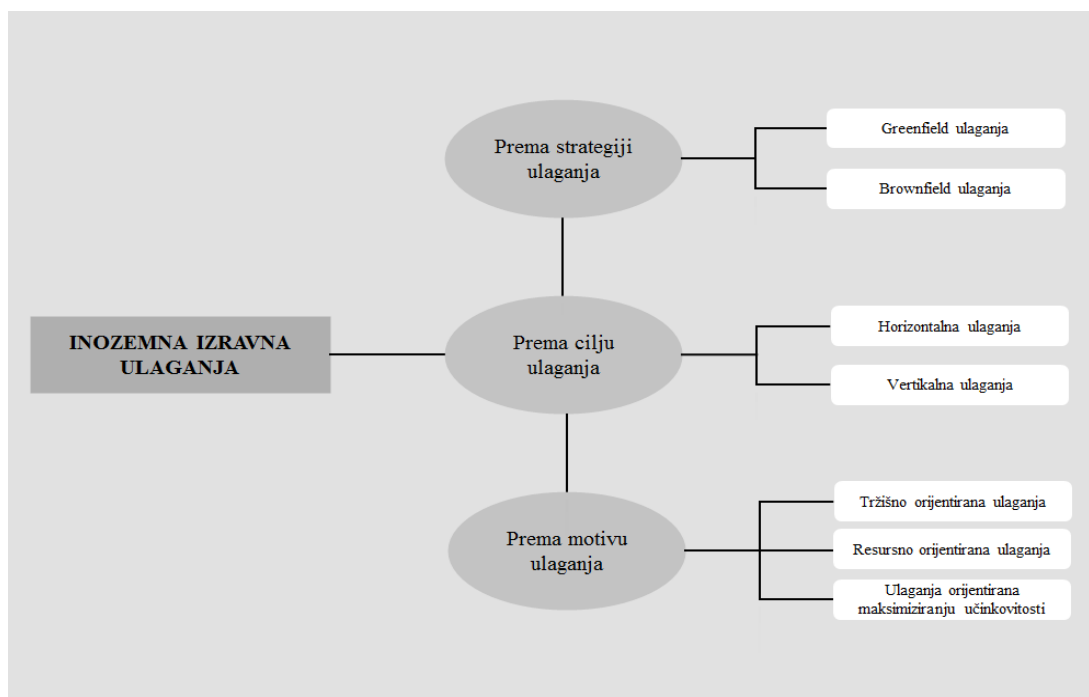 INOZEMNA IZRAVNA
ULAGANJA
Prema strategiji
ulaganja
Greenfield ulaganja
Brownfield ulaganja
Prema cilju
ulaganja
Horizontalna ulaganja
Vertikalna ulaganja
Prema motivu
ulaganja
Tržišno orijentirana ulaganja
Resursno orijentirana ulaganja
Ulaganja orijentirana
maksimiziranju učinkovitosti